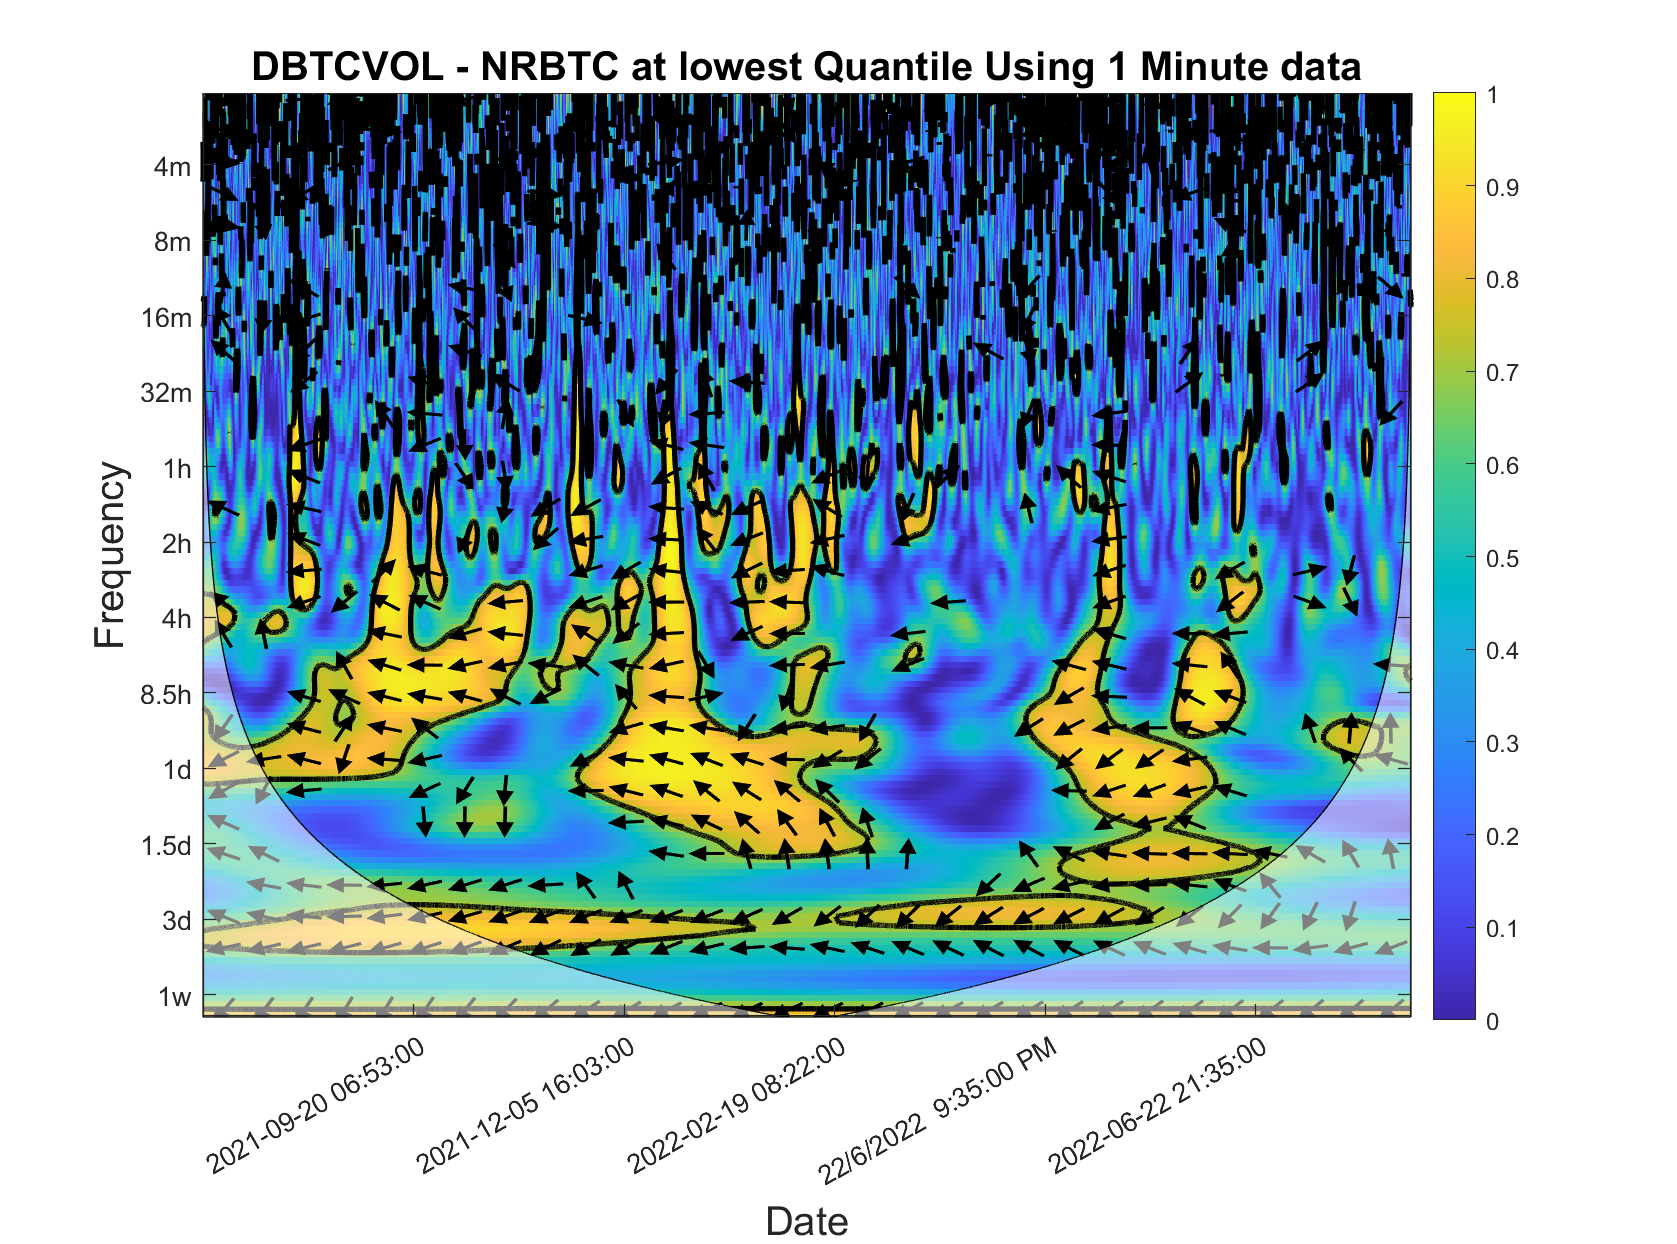 DBTCVOL - NRBTC at lowest Quantile Using 1 Minute data
Frequency
4m
8m
16m
32m
1h
2h
4h
8.5h
1d
1.5d
3d
1w
1
0.9
0.8
0.7
0.6
0.5
0.4
0.3
0.2
0.1
0
2021-09-20 06:53:00
2021-12-05 16:03:00
2022-02-19 08:22:00
22/6/2022 9:35:00 PM
2022-06-22 21:35:00
Date